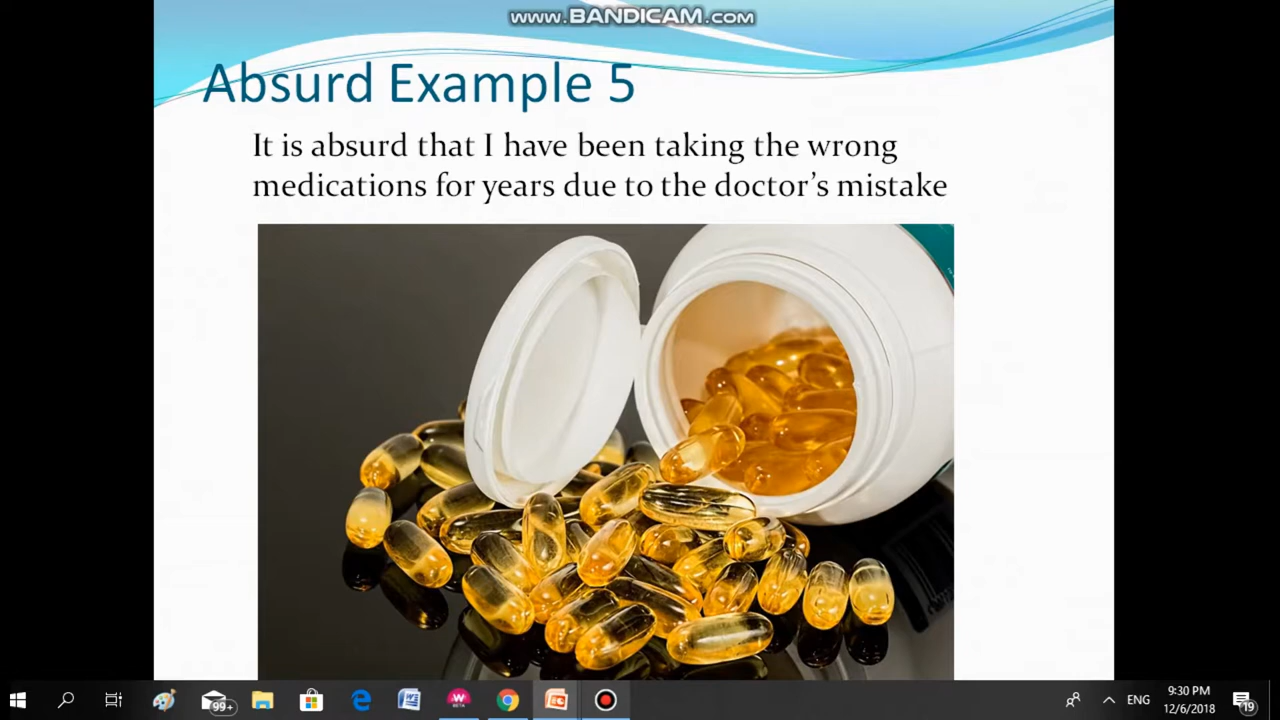 www.BANDICAM.com
Absurd Example 5
It is absurd that I have been taking the wrong
medications for years due to the doctor’s mistake
99+
BETA
ENG
9:30 PM
12/6/2018
19